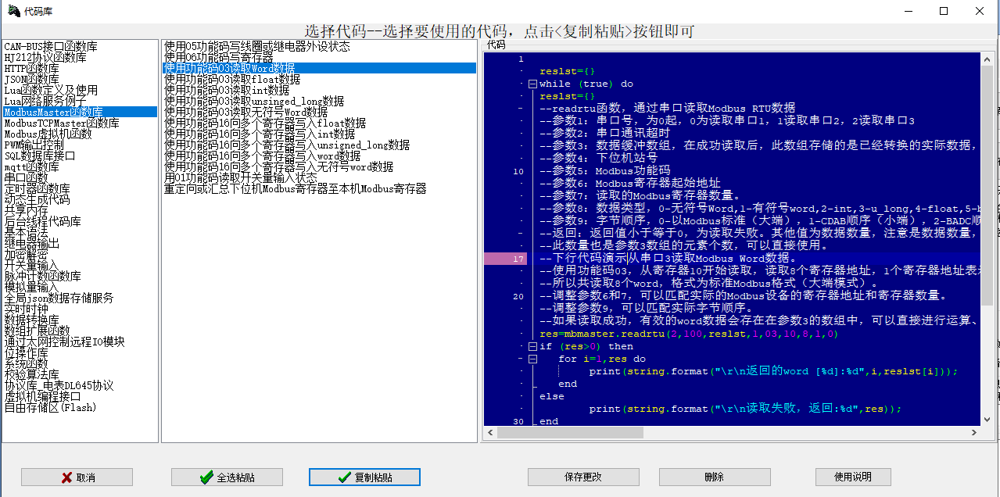 代码库
选择代码--选择要使用的代码，点击<复制粘贴>按钮即可
CAN-BUS接口函数库
HJ212协议函数库
HTTP函数库
JSON函数库
Lua函数定义及使用
Lua网络服务例子
ModbusMaster函数库
ModbusTCPMaster函数库
Modbus虚拟机函数
PWM输出控制
SQL数据库接口
mqtt函数库
串口函数
定时器函数库
动态生成代码
共享内存
后台线程代码库
基本语法
继电器输出
加密解密
开关量输入
脉冲计数函数库
模拟量输入
全局json数据存储服务
实时时钟
数据转换库
数组扩展函数
通过太网控制远程IO模块
位操作库
系统函数
校验算法库
协议库_电表DL645协议
虚拟机编程接口
自由存储区(Flash)
使用05功能码写线圈或继电器外设状态
使用06功能码写寄存器
使用功能码03读取Word数据
使用功能码03读取float数据
使用功能码03读取int数据
使用功能码03读取unsinged_long数据
使用功能码03读取无符号Word数据
使用功能码16向多个寄存器写入float数据
使用功能码16向多个寄存器写入int数据
使用功能码16向多个寄存器写入unsigned_long数据
使用功能码16向多个寄存器写入word数据
使用功能码16向多个寄存器写入无符号word数据
用01功能码读取开关量输入状态
重定向或汇总下位机Modbus寄存器至本机Modbus寄存器
代码
1
reslst={}
while (true) do
reslst={}
--readrtu函数，通过串口读取Modbus RTU数据
--参数1：串口号，为0起，0为读取串口1，1读取串口2，2读取串口3
--参数2：串口通讯超时
--参数3：数据缓冲数组，在成功读取后，此数组存储的是已经转换的实际数据，
--参数4：下位机站号
10 --参数5：Modbus功能码
--参数6：Modbus寄存器起始地址
--参数7：读取的Modbus寄存器数量。
--参数8：数据类型，0-无符号Word,1-有符号word,2-int,3-u_long,4-float,5-
--参数9：字节顺序，0-以Modbus标准（大端），1-CDAB顺序（小端），2-BADC顺
--返回：返回值小于等于0，为读取失败。其他值为数据数量，注意是数据数量，
--此数量也是参数3数组的元素个数，可以直接使用。
17 --下行代码演示从串口3读取Modbus Word数据。
--使用功能码03，从寄存器10开始读取，读取8个寄存器地址，1个寄存器地址表
--所以共读取8个word，格式为标准Modbus格式（大端模式）。
20 --调整参数6和7，可以匹配实际的Modbus设备的寄存器地址和寄存器数量。
--调整参数9，可以匹配实际字节顺序。
--如果读取成功，有效的word数据会存在在参数3的数组中，可以直接进行运算、
res=mbmaster.readrtu(2,100,reslst,1,03,10,8,1,0)
if (res>0) then
for i=1,res do
print(string.format("\r\n返回的word [%d]:%d",i,reslst[i]));
end
else
print(string.format("\r\n读取失败，返回:%d",res));
30 end
取消
全选粘贴
复制粘贴
保存更改
删除
使用说明